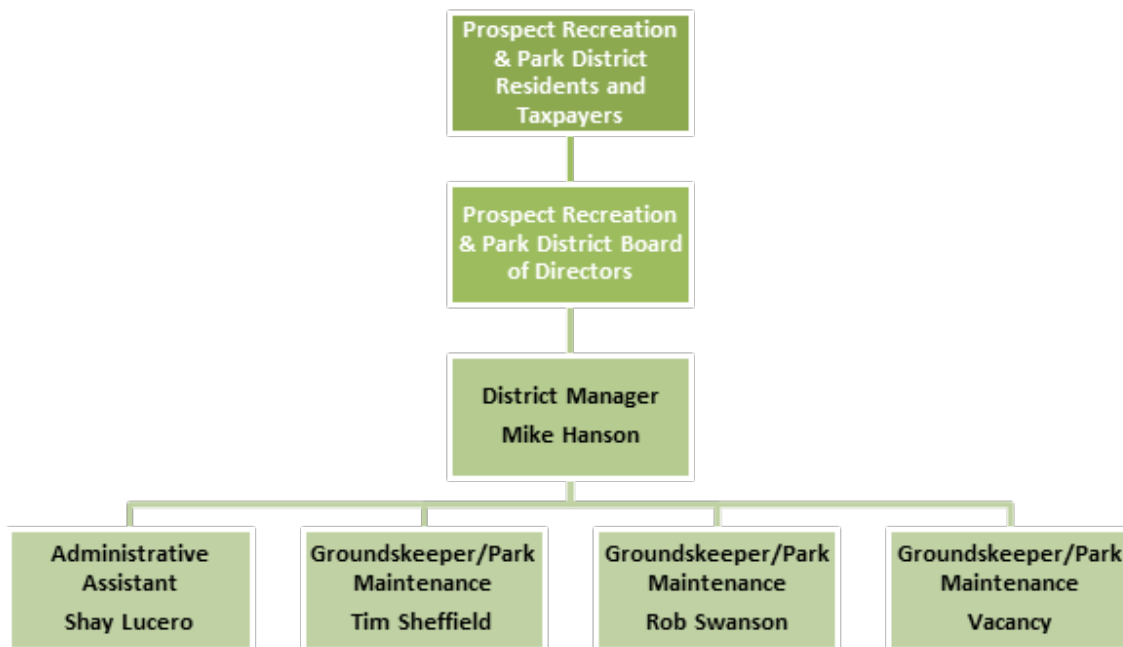 Prospect Recreation
& Park District
Residents and
Taxpayers
Prospect Recreation
& Park District Board
of Directors
District Manager
Mike Hanson
Administrative
Assistant
Shay Lucero
Groundskeeper/Park
Maintenance
Tim Sheffield
Groundskeeper/Park
Maintenance
Rob Swanson
Groundskeeper/Park
Maintenance
Vacancy